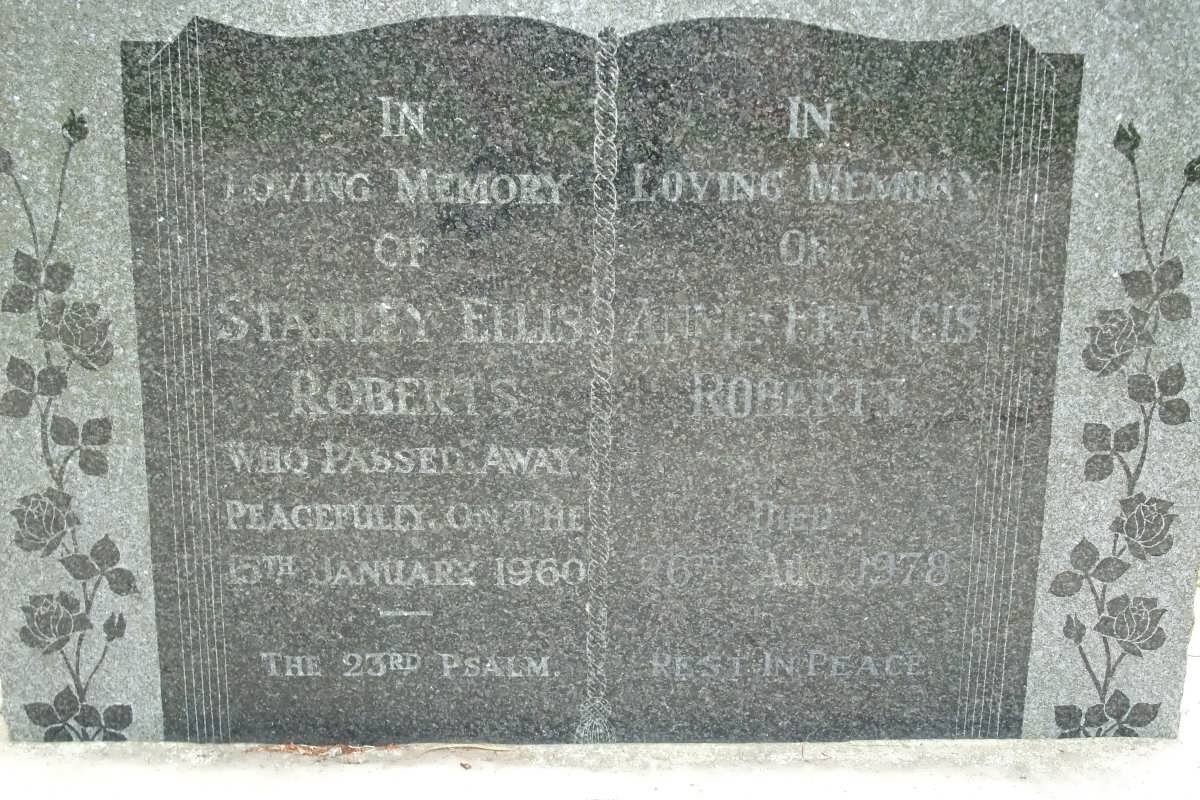 IN
LOVING MEMORY
OF
STANLEY ELLIS
ROBERTS
WHO PASSED AWAY
PEACEFULLY ON THE
15TH JANUARY 1960
THE 23RD PSALM.
IN
LOVING MEMORY
OF
ANNIE FRANCIS
ROBERTS
DIED
26TH AUG 1978
REST IN PEACE